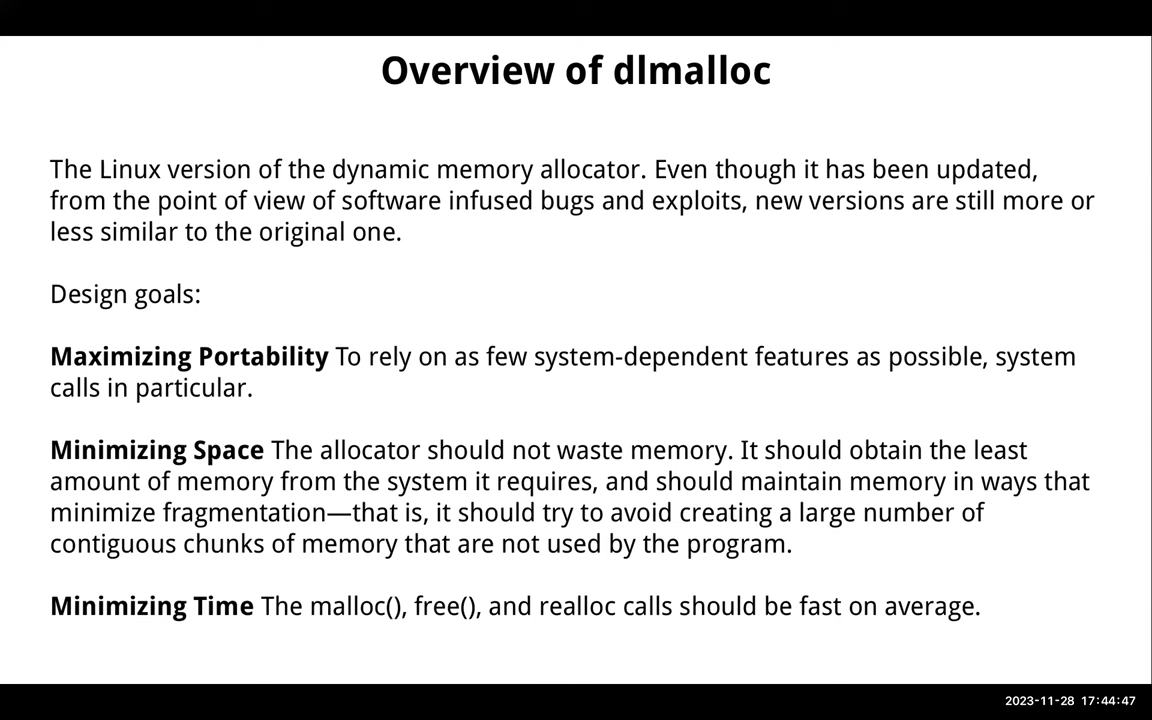 Overview of dlmalloc
The Linux version of the dynamic memory allocator. Even though it has been updated,
from the point of view of software infused bugs and exploits, new versions are still more or
less similar to the original one.
Design goals:
Maximizing Portability To rely on as few system-dependent features as possible, system
calls in particular.
Minimizing Space The allocator should not waste memory. It should obtain the least
amount of memory from the system it requires, and should maintain memory in ways that
minimize fragmentation—that is, it should try to avoid creating a large number of
contiguous chunks of memory that are not used by the program.
Minimizing Time The malloc(), free(), and realloc calls should be fast on average.
2023-11-28 17:44:47